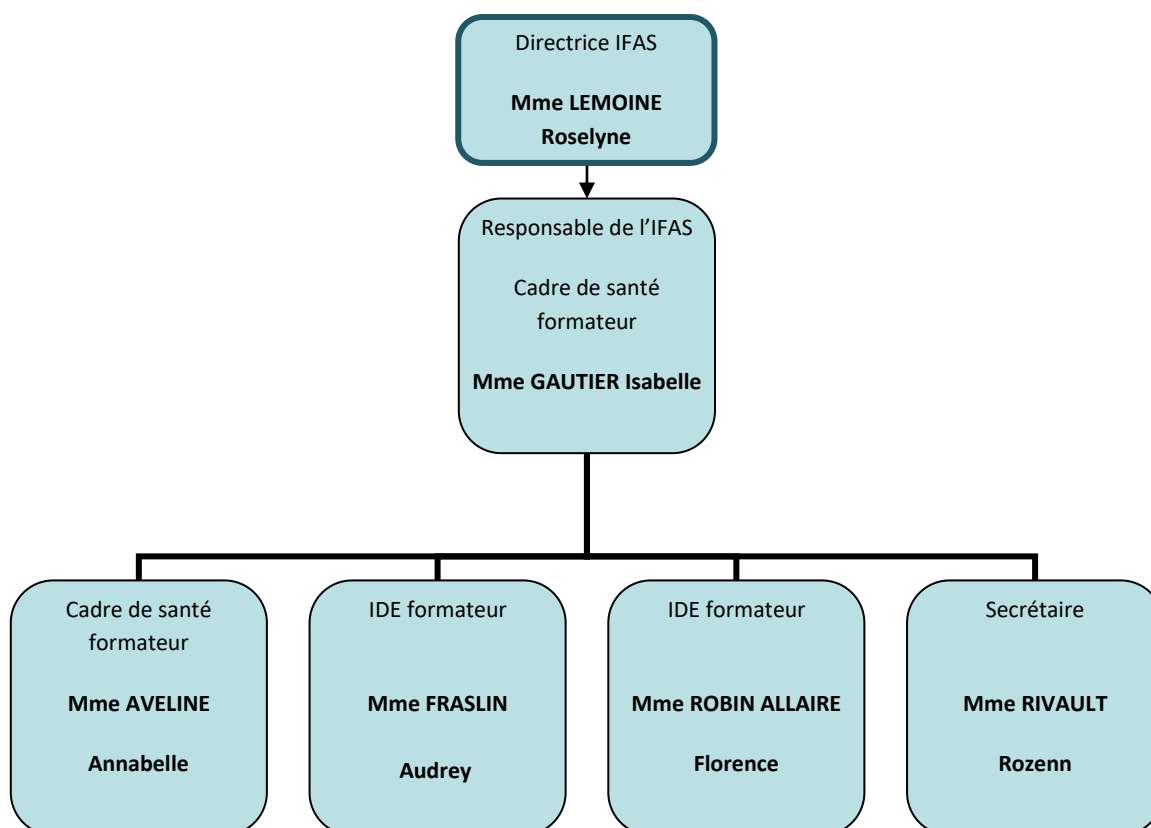 Directrice IFAS
Mme LEMOINE
Roselyne
Responsable de l’IFAS
Cadre de santé
formateur
Mme GAUTIER Isabelle
Cadre de santé
formateur
Mme AVELINE
Annabelle
IDE formateur
Mme FRASLIN
Audrey
IDE formateur
Mme ROBIN ALLAIRE
Florence
Secrétaire
Mme RIVAULT
Rozenn